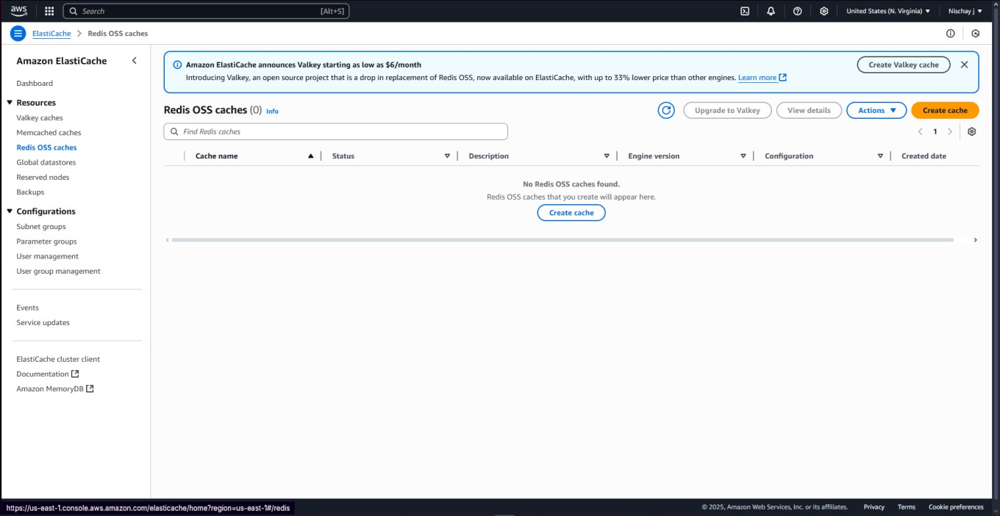 aws Search [Alt+S] United States (N. Virginia) Nischay j
ElastiCache Redis OSS caches
Amazon ElastiCache
Dashboard
Resources
Valkey caches
Memcached caches
Redis OSS caches
Global datastores
Reserved nodes
Backups
Configurations
Subnet groups
Parameter groups
User management
User group management
Events
Service updates
ElastiCache cluster client
Documentation
Amazon MemoryDB
Amazon ElastiCache announces Valkey starting as low as $6/month
Introducing Valkey, an open source project that is a drop in replacement of Redis OSS, now available on ElastiCache, with up to 33% lower price than other engines. Learn more
Create Valkey cache
Redis OSS caches (0) Info
Upgrade to Valkey View details Actions Create cache
Find Redis caches
1
Cache name Status Description Engine version Configuration Created date
No Redis OSS caches found.
Redis OSS caches that you create will appear here.
Create cache
https://us-east-1.console.aws.amazon.com/elasticache/home?region=us-east-1#/redis
© 2025, Amazon Web Services, Inc. or its affiliates. Privacy Terms Cookie preferences